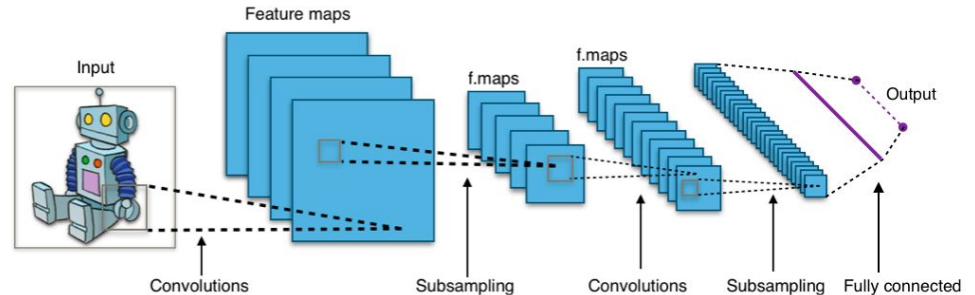 Feature maps
Input
f.maps
f.maps
Output
Convolutions
Subsampling
Convolutions
Subsampling
Fully connected